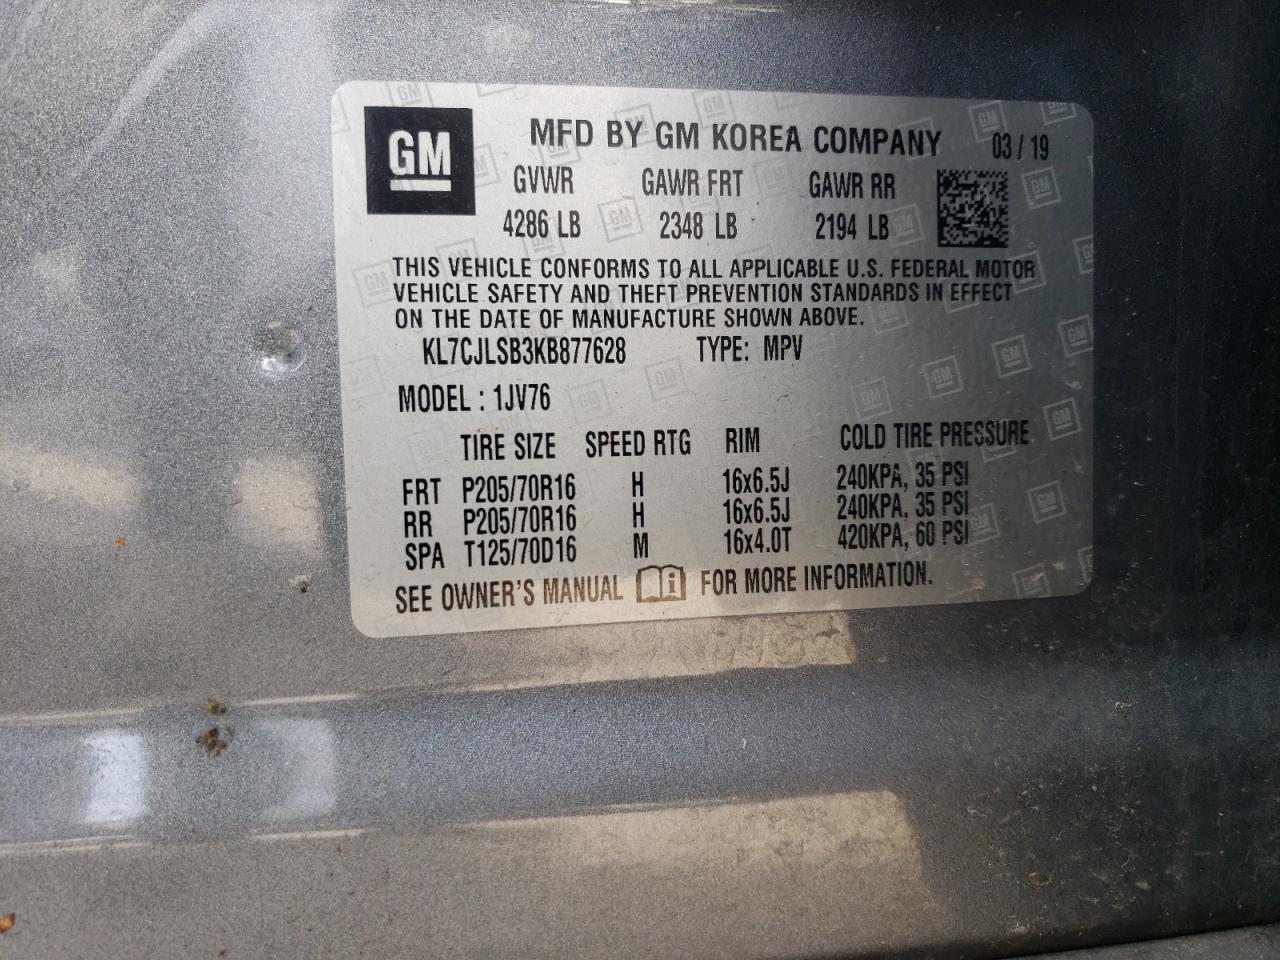 GM
MFD BY GM KOREA COMPANY 03/19
GVWR GAWR FRT GAWR RR
4286 LB 2348 LB 2194 LB
THIS VEHICLE CONFORMS TO ALL APPLICABLE U.S. FEDERAL MOTOR
VEHICLE SAFETY AND THEFT PREVENTION STANDARDS IN EFFECT
ON THE DATE OF MANUFACTURE SHOWN ABOVE.
KL7CJLSB3KB877628 TYPE: MPV
MODEL : 1JV76
TIRE SIZE SPEED RTG RIM COLD TIRE PRESSURE
FRT P205/70R16 H 16x6.5J 240KPA, 35 PSI
RR P205/70R16 H 16x6.5J 240KPA, 35 PSI
SPA T125/70D16 M 16x4.0T 420KPA, 60 PSI
SEE OWNER'S MANUAL i FOR MORE INFORMATION.